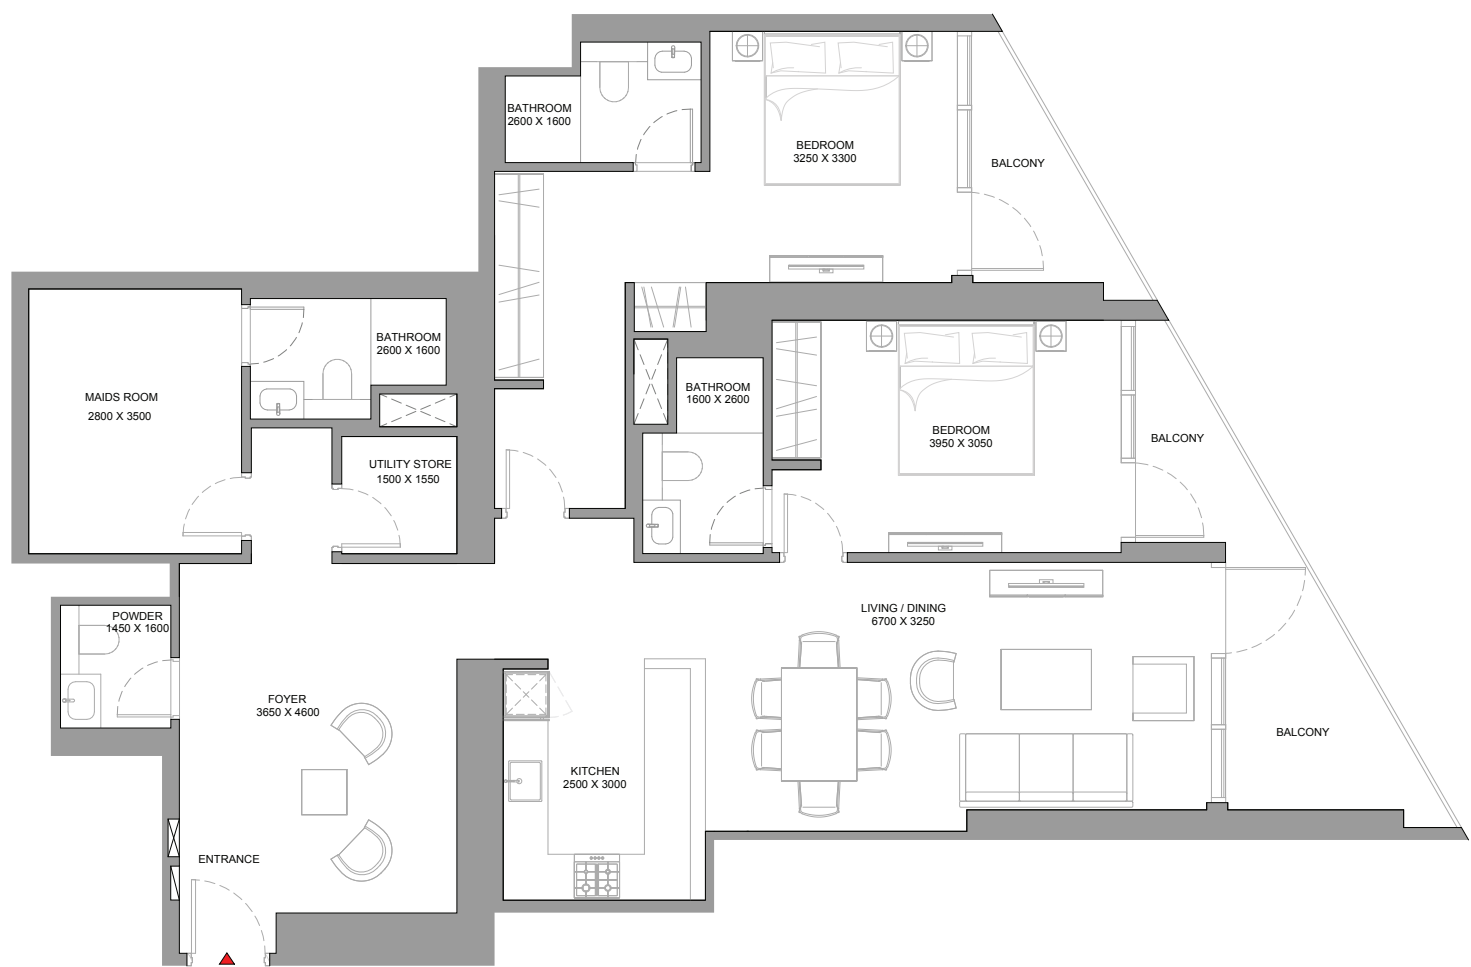 BATHROOM
2600 X 1600
BEDROOM
3250 X 3300
BALCONY
BATHROOM
2600 X 1600
MAIDS ROOM
2800 X 3500
BATHROOM
1600 X 2600
BEDROOM
3950 X 3050
BALCONY
UTILITY STORE
1500 X 1550
POWDER
1450 X 1600
LIVING / DINING
6700 X 3250
FOYER
3650 X 4600
BALCONY
KITCHEN
2500 X 3000
ENTRANCE